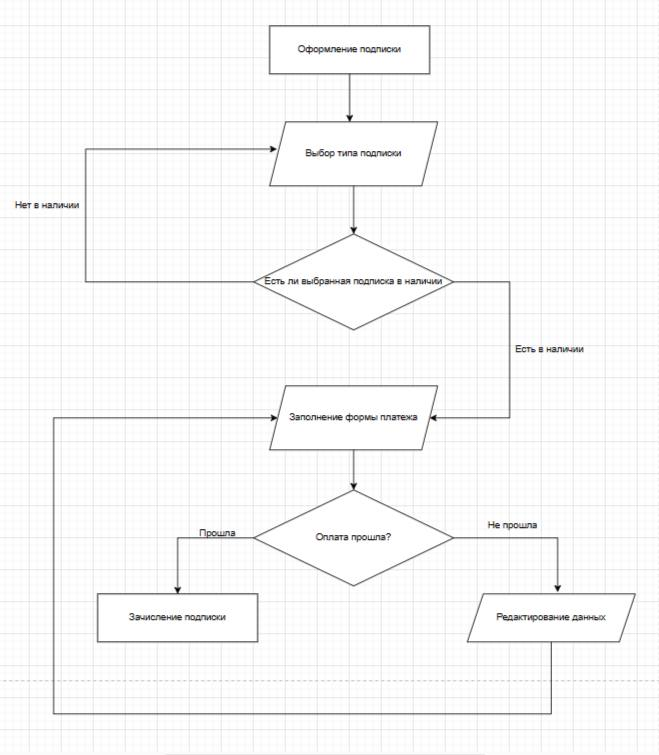 Оформление подписки
Выбор типа подписки
Нет в наличии
Есть ли выбранная подписка в наличии
Есть в наличии
Заполнение формы платежа
Не прошла
Прошла
Оплата прошла?
Зачисление подписки
Редактирование данных